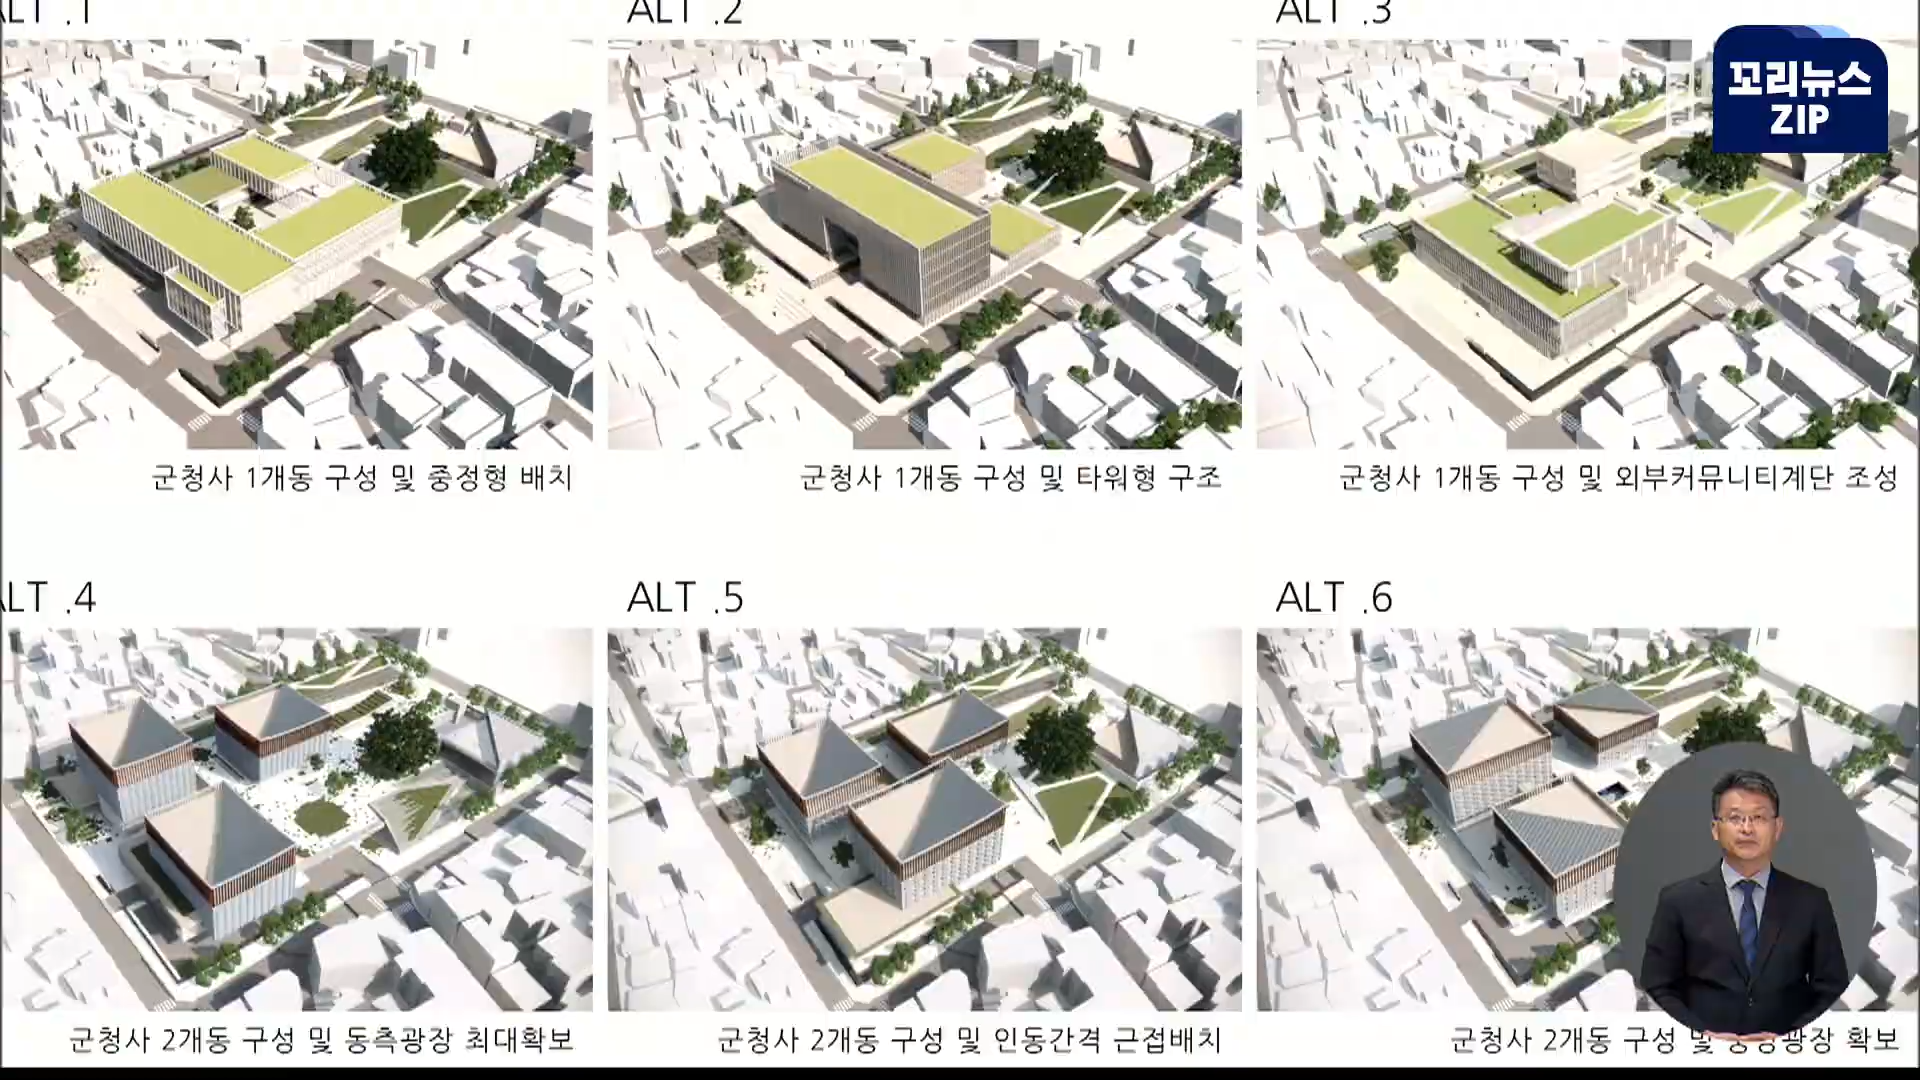 ALT .1
ALT .2
ALT .3
꼬리뉴스
ZIP
군청사 1개동 구성 및 중정형 배치
군청사 1개동 구성 및 타워형 구조
군청사 1개동 구성 및 외부커뮤니티계단 조성
ALT .4
ALT .5
ALT .6
군청사 2개동 구성 및 동측광장 최대확보
군청사 2개동 구성 및 인동간격 근접배치
군청사 2개동 구성 및 확보